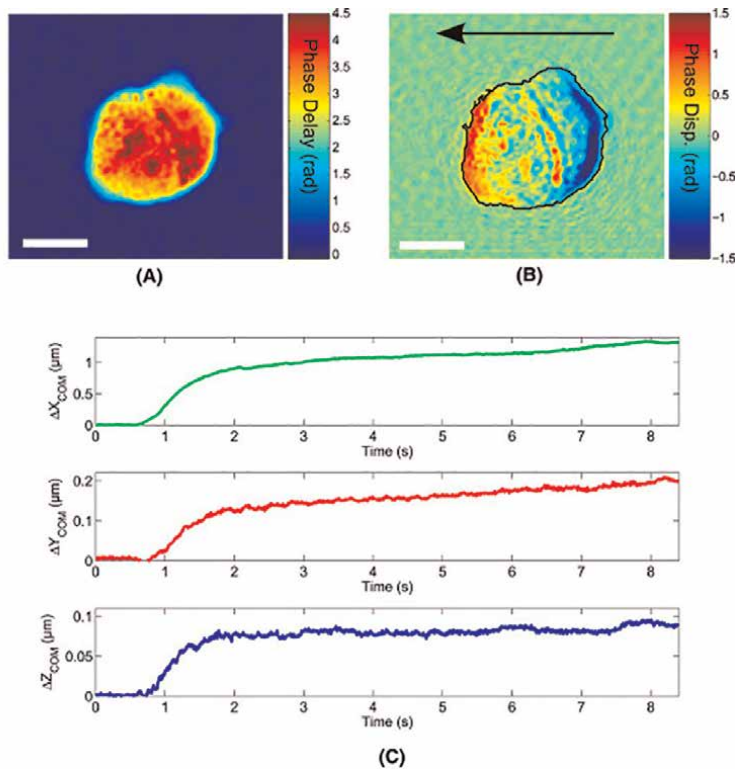 4.5
4
3.5
3
2.5
2
1.5
1
0.5
0
Phase Delay (rad)
(A)
1.5
1
0.5
0
−0.5
−1
−1.5
Phase Disp. (rad)
(B)
ΔX_COM (μm)
1
0.5
0
0 1 2 3 4 5 6 7 8
Time (s)
ΔY_COM (μm)
0.2
0.1
0
0 1 2 3 4 5 6 7 8
Time (s)
ΔZ_COM (μm)
0.1
0.05
0
0 1 2 3 4 5 6 7 8
Time (s)
(C)